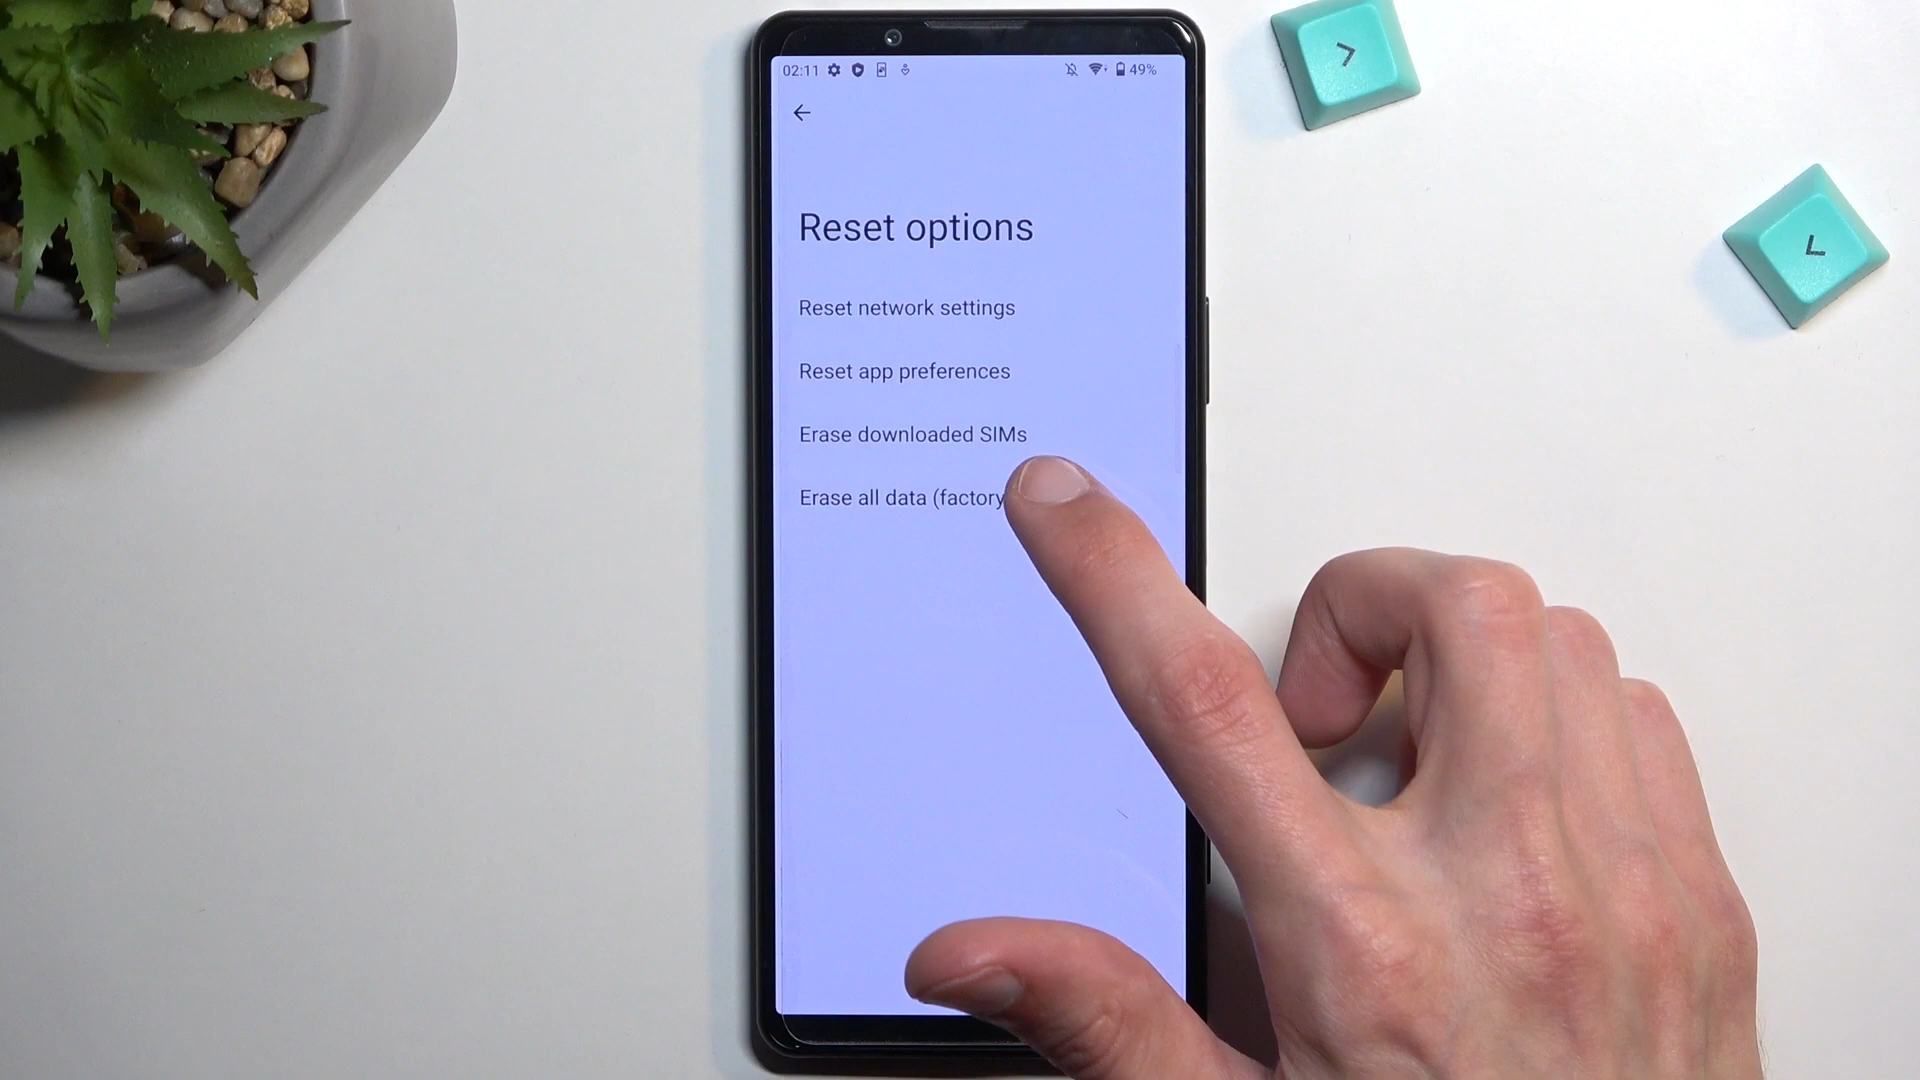 02:11
49%
Reset options
Reset network settings
Reset app preferences
Erase downloaded SIMs
Erase all data (factory
>
<